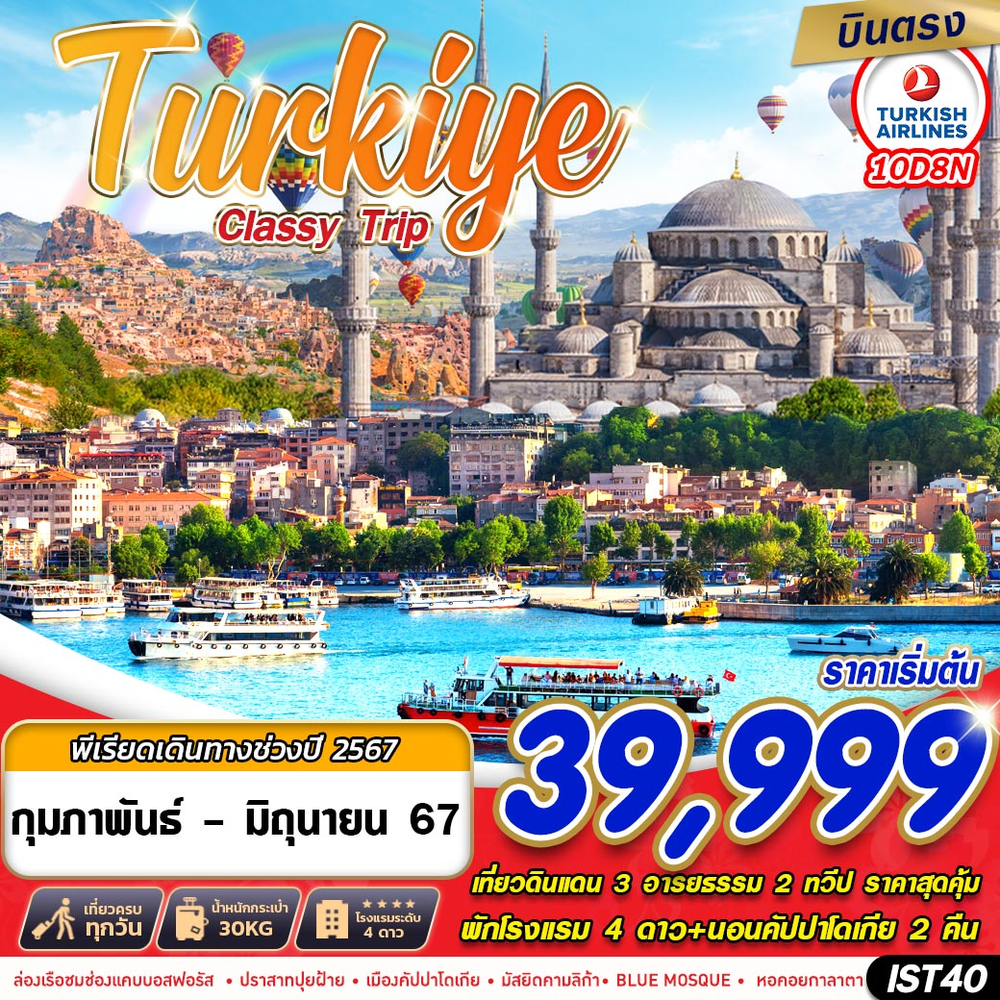 Turkiye
Classy Trip
บินตรง
TURKISH
AIRLINES
10D8N
ราคาเริ่มต้น
39,999
พีเรียดเดินทางช่วงปี 2567
กุมภาพันธ์ - มิถุนายน 67
เที่ยวดินแดน 3 อารยธรรม 2 ทวีป ราคาสุดคุ้ม
พักโรงแรม 4 ดาว+นอนคัปปาโดเกีย 2 คืน
เที่ยวครบ
ทุกวัน
น้ำหนักกระเป๋า
30KG
โรงแรมระดับ
4 ดาว
ล่องเรือชมช่องแคบบอสฟอรัส • ปราสาทปุยฝ้าย • เมืองคัปปาโดเกีย • มัสยิดคามลิก้า • BLUE MOSQUE • หอคอยกาลาตา
IST40